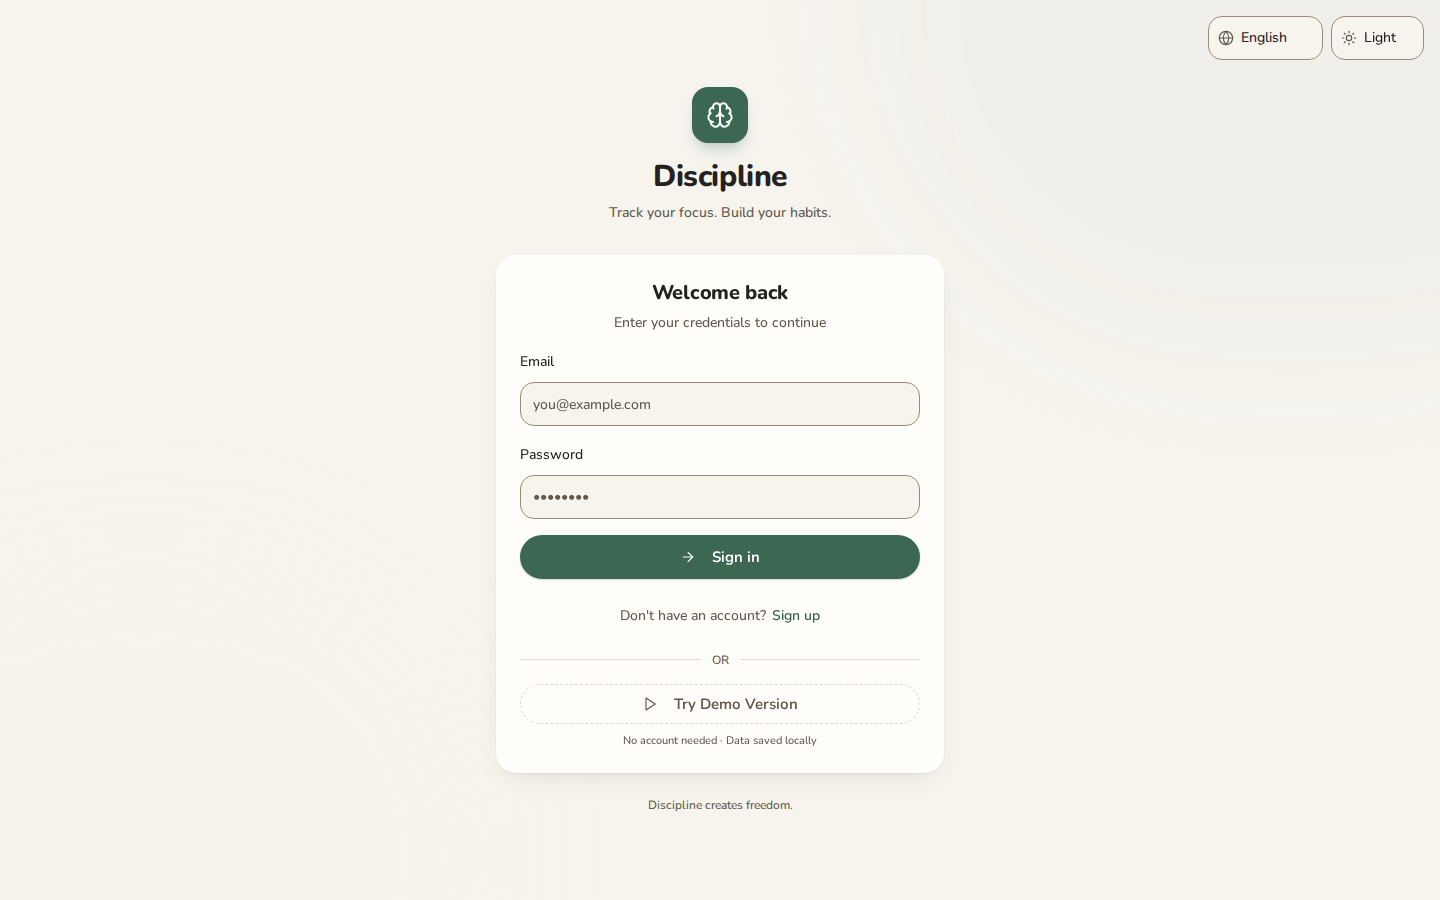 English
Light
Discipline
Track your focus. Build your habits.
Welcome back
Enter your credentials to continue
Email
you@example.com
Password
••••••••
Sign in
Don't have an account? Sign up
OR
Try Demo Version
No account needed · Data saved locally
Discipline creates freedom.